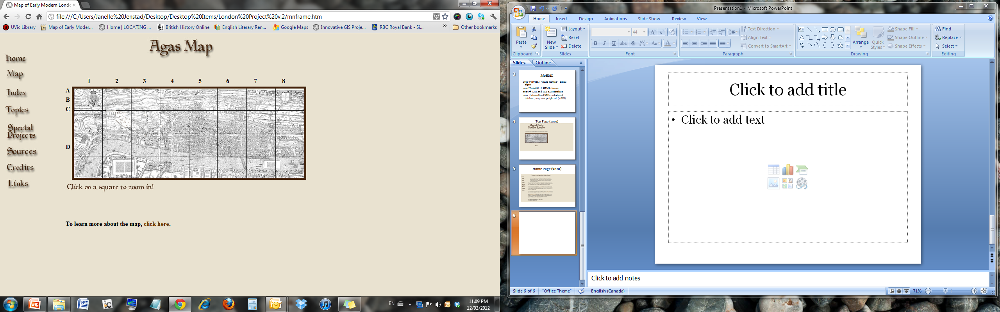 Map of Early Modern Londo
file:///C:/Users/Janelle%20Jenstad/Desktop/Desktop%20Items/London%20Project%20v.2/mnframe.htm
UVic Library
Map of Early Moder...
Home | LOCATING ...
British History Online
English Literary Ren...
Google Maps
Innovative GIS Proje...
RBC Royal Bank - Si...
»
Other bookmarks
Agas Map
Home
Map
Index
Topics
Special
Projects
Sources
Credits
Links
1 2 3 4 5 6 7 8
A
B
C
D
Click on a square to zoom in!
To learn more about the map, click here.
EN
11:09 PM
12/03/2012
Presentation1 - Microsoft PowerPoint
Home Insert Design Animations Slide Show Review View
Paste
Clipboard
New
Slide
Layout
Reset
Delete
Slides
44
B I U abc S AV Aa A
Font
Text Direction
Align Text
Convert to SmartArt
Paragraph
Arrange
Quick
Styles
Shape Fill
Shape Outline
Shape Effects
Drawing
Find
Replace
Select
Editing
Slides Outline x
3
MoEML
1999 → HTML / "image-mapped" digital
object
2001? (rebuild) → HTML; frames
2006 → XML and TEI; eXist database
2011 → streamlined XML; redesigned
database; map now peripheral (a GUI)
4
Top Page (2001)
Map of Early
Modern London
5
Home Page (2001)
6
Click to add title
• Click to add text
Click to add notes
Slide 6 of 6
"Office Theme"
English (Canada)
71%